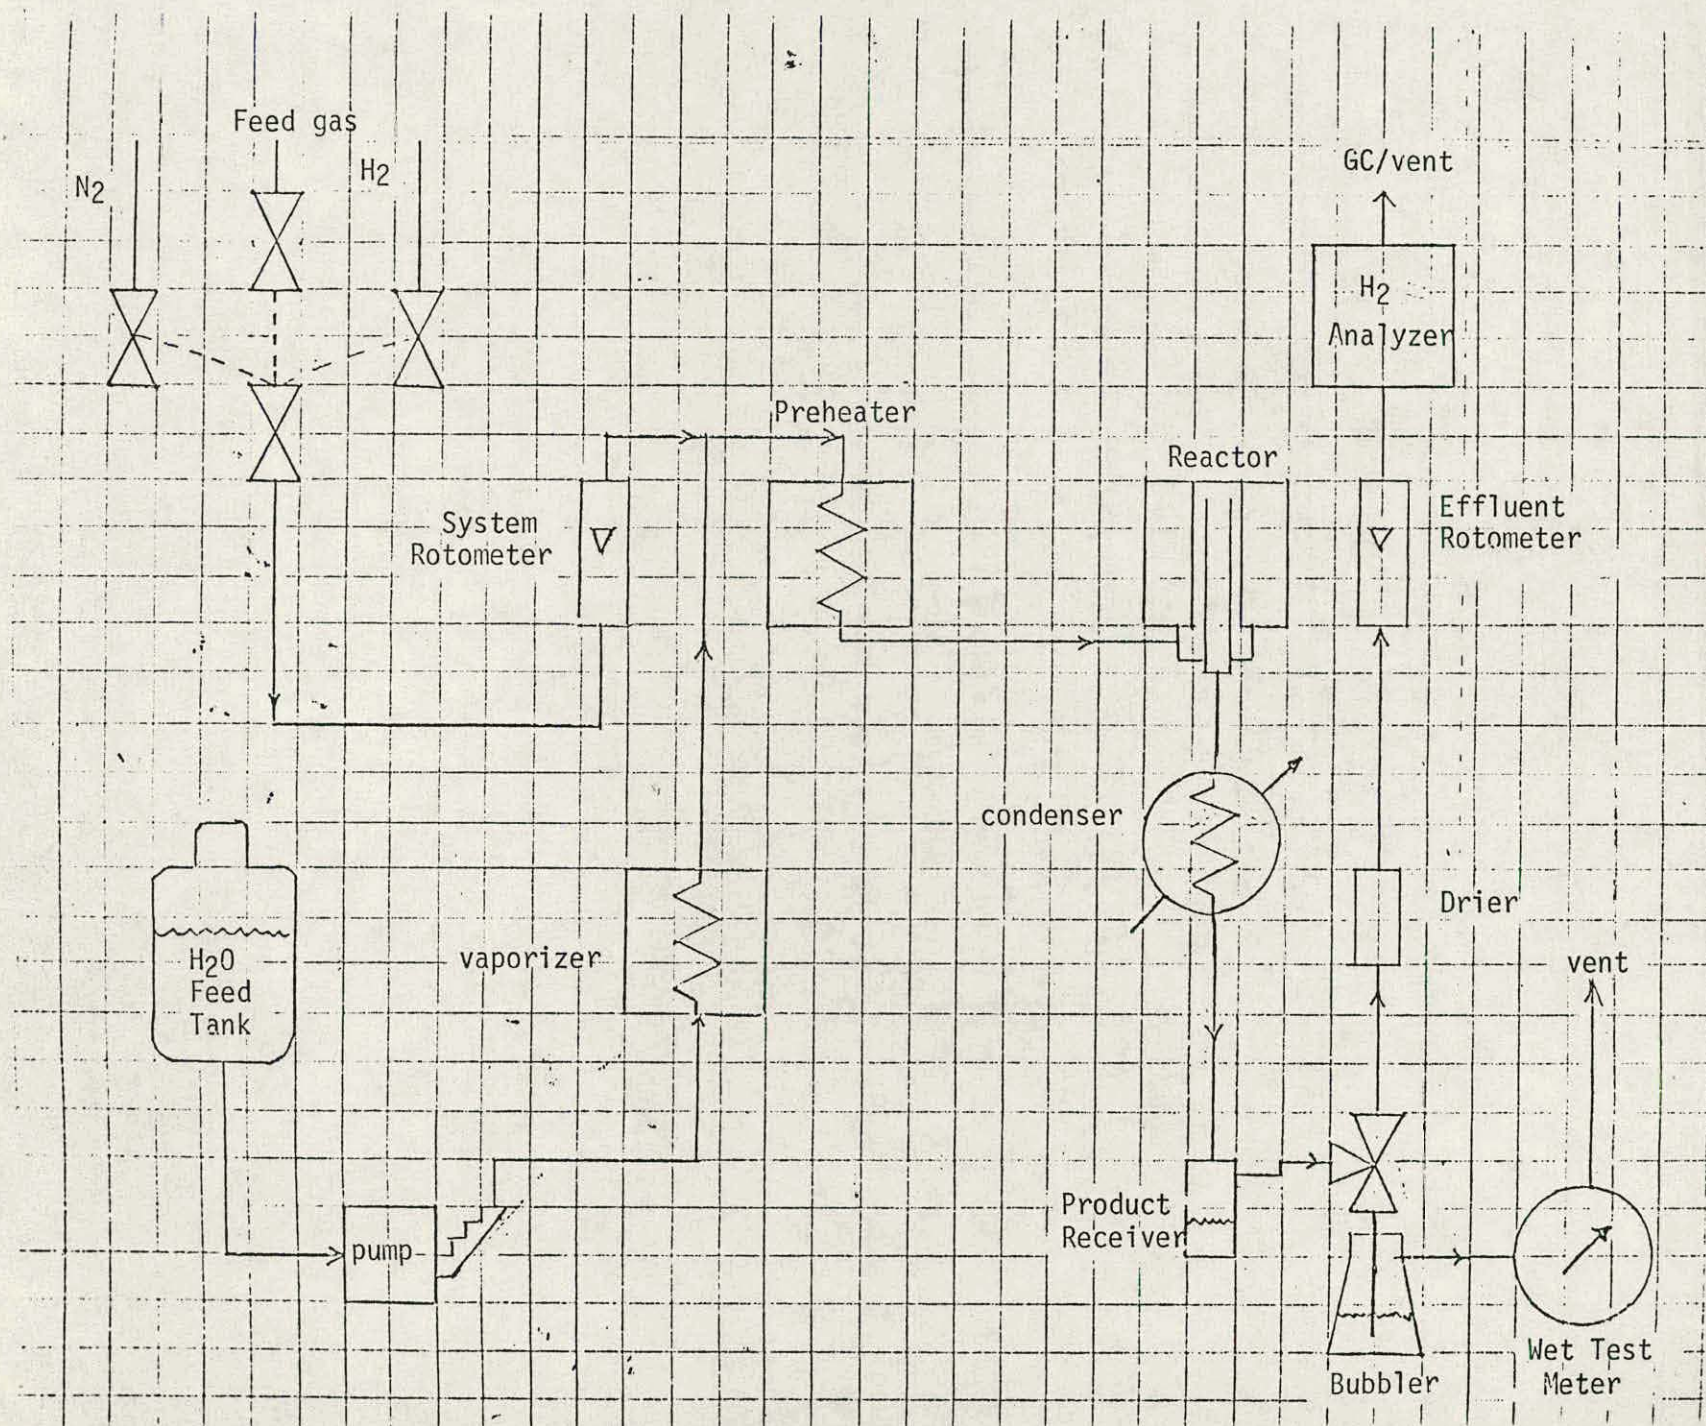 Feed gas
N2
H2
GC/vent
H2
Analyzer
Preheater
Reactor
System
Rotometer
Effluent
Rotometer
condenser
Drier
H2O
Feed
Tank
vaporizer
vent
pump
Product
Receiver
Wet Test
Meter
Bubbler